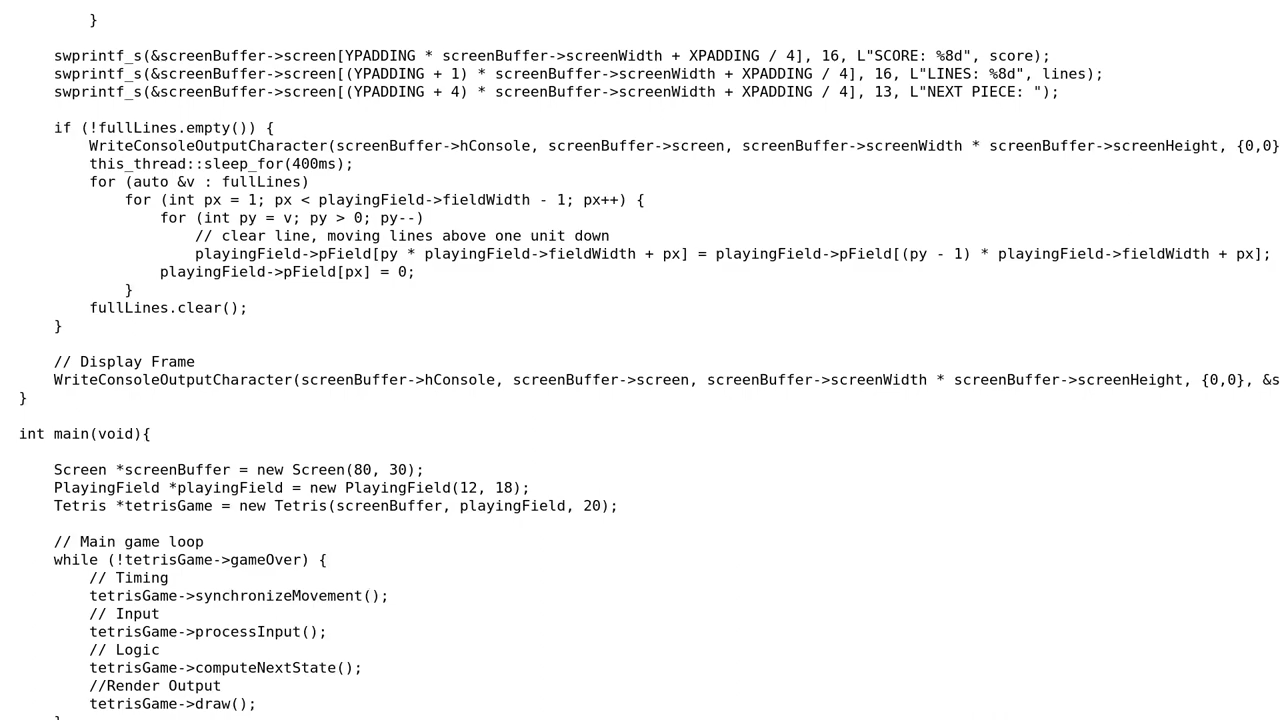 }

    swprintf_s(&screenBuffer->screen[YPADDING * screenBuffer->screenWidth + XPADDING / 4], 16, L"SCORE: %8d", score);
    swprintf_s(&screenBuffer->screen[(YPADDING + 1) * screenBuffer->screenWidth + XPADDING / 4], 16, L"LINES: %8d", lines);
    swprintf_s(&screenBuffer->screen[(YPADDING + 4) * screenBuffer->screenWidth + XPADDING / 4], 13, L"NEXT PIECE: ");

    if (!fullLines.empty()) {
        WriteConsoleOutputCharacter(screenBuffer->hConsole, screenBuffer->screen, screenBuffer->screenWidth * screenBuffer->screenHeight, {0,0}
        this_thread::sleep_for(400ms);
        for (auto &v : fullLines)
            for (int px = 1; px < playingField->fieldWidth - 1; px++) {
                for (int py = v; py > 0; py--)
                    // clear line, moving lines above one unit down
                    playingField->pField[py * playingField->fieldWidth + px] = playingField->pField[(py - 1) * playingField->fieldWidth + px];
                playingField->pField[px] = 0;
            }
        fullLines.clear();
    }

    // Display Frame
    WriteConsoleOutputCharacter(screenBuffer->hConsole, screenBuffer->screen, screenBuffer->screenWidth * screenBuffer->screenHeight, {0,0}, &s
}

int main(void){

    Screen *screenBuffer = new Screen(80, 30);
    PlayingField *playingField = new PlayingField(12, 18);
    Tetris *tetrisGame = new Tetris(screenBuffer, playingField, 20);

    // Main game loop
    while (!tetrisGame->gameOver) {
        // Timing
        tetrisGame->synchronizeMovement();
        // Input
        tetrisGame->processInput();
        // Logic
        tetrisGame->computeNextState();
        //Render Output
        tetrisGame->draw();